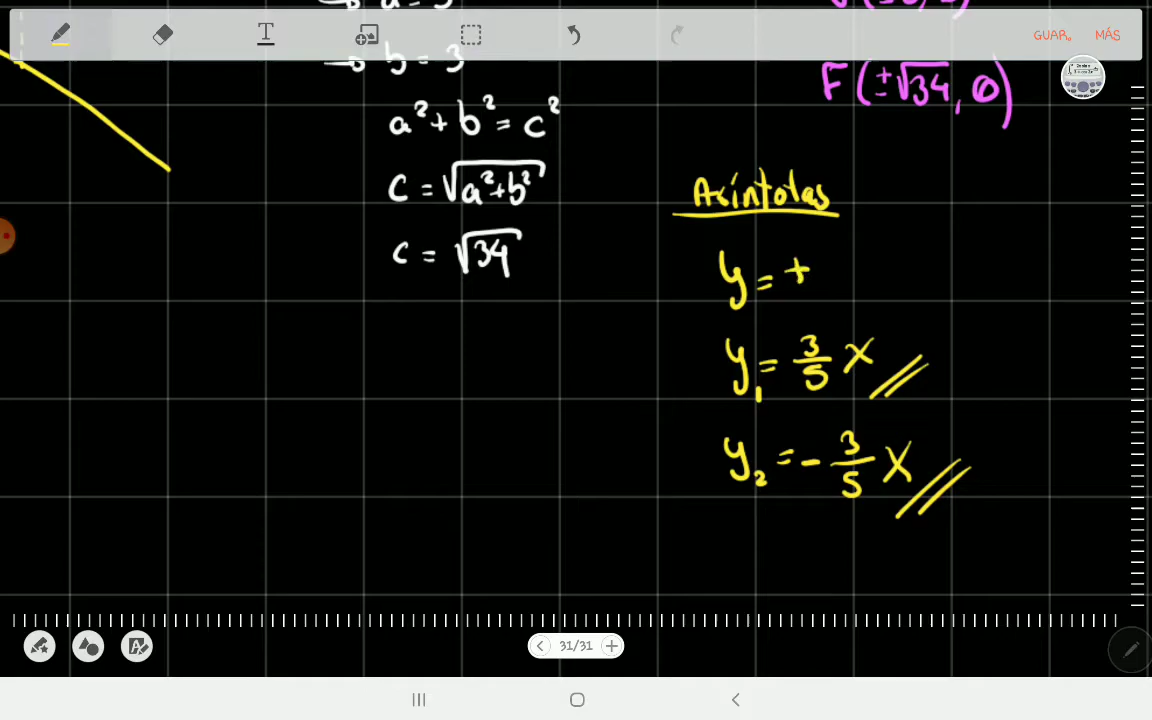 GUAR. MÁS
b = 3
F (±√34, 0)
a² + b² = c²
c = √a²+b²
c = √34
Asíntotas
y = +
y₁ = 3/5 x
y₂ = - 3/5 x
31/31